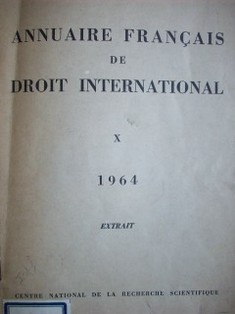 ANNUAIRE FRANÇAIS
DE
DROIT INTERNATIONAL
X
1964
EXTRAIT
CENTRE NATIONAL DE LA RECHERCHE SCIENTIFIQUE